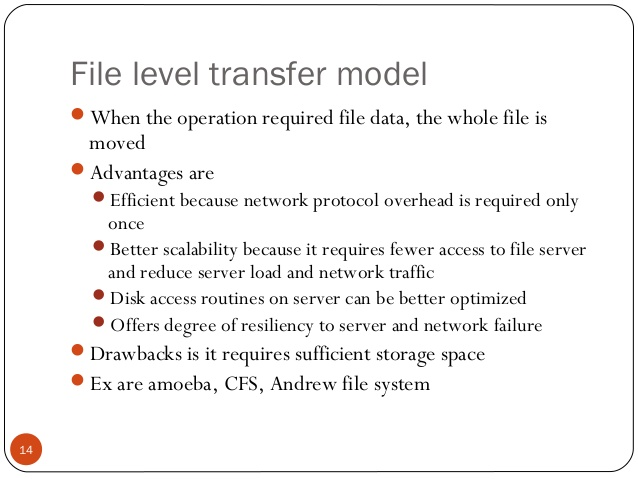 File level transfer model
When the operation required file data, the whole file is
moved
Advantages are
Efficient because network protocol overhead is required only
once
Better scalability because it requires fewer access to file server
and reduce server load and network traffic
Disk access routines on server can be better optimized
Offers degree of resiliency to server and network failure
Drawbacks is it requires sufficient storage space
Ex are amoeba, CFS, Andrew file system
14